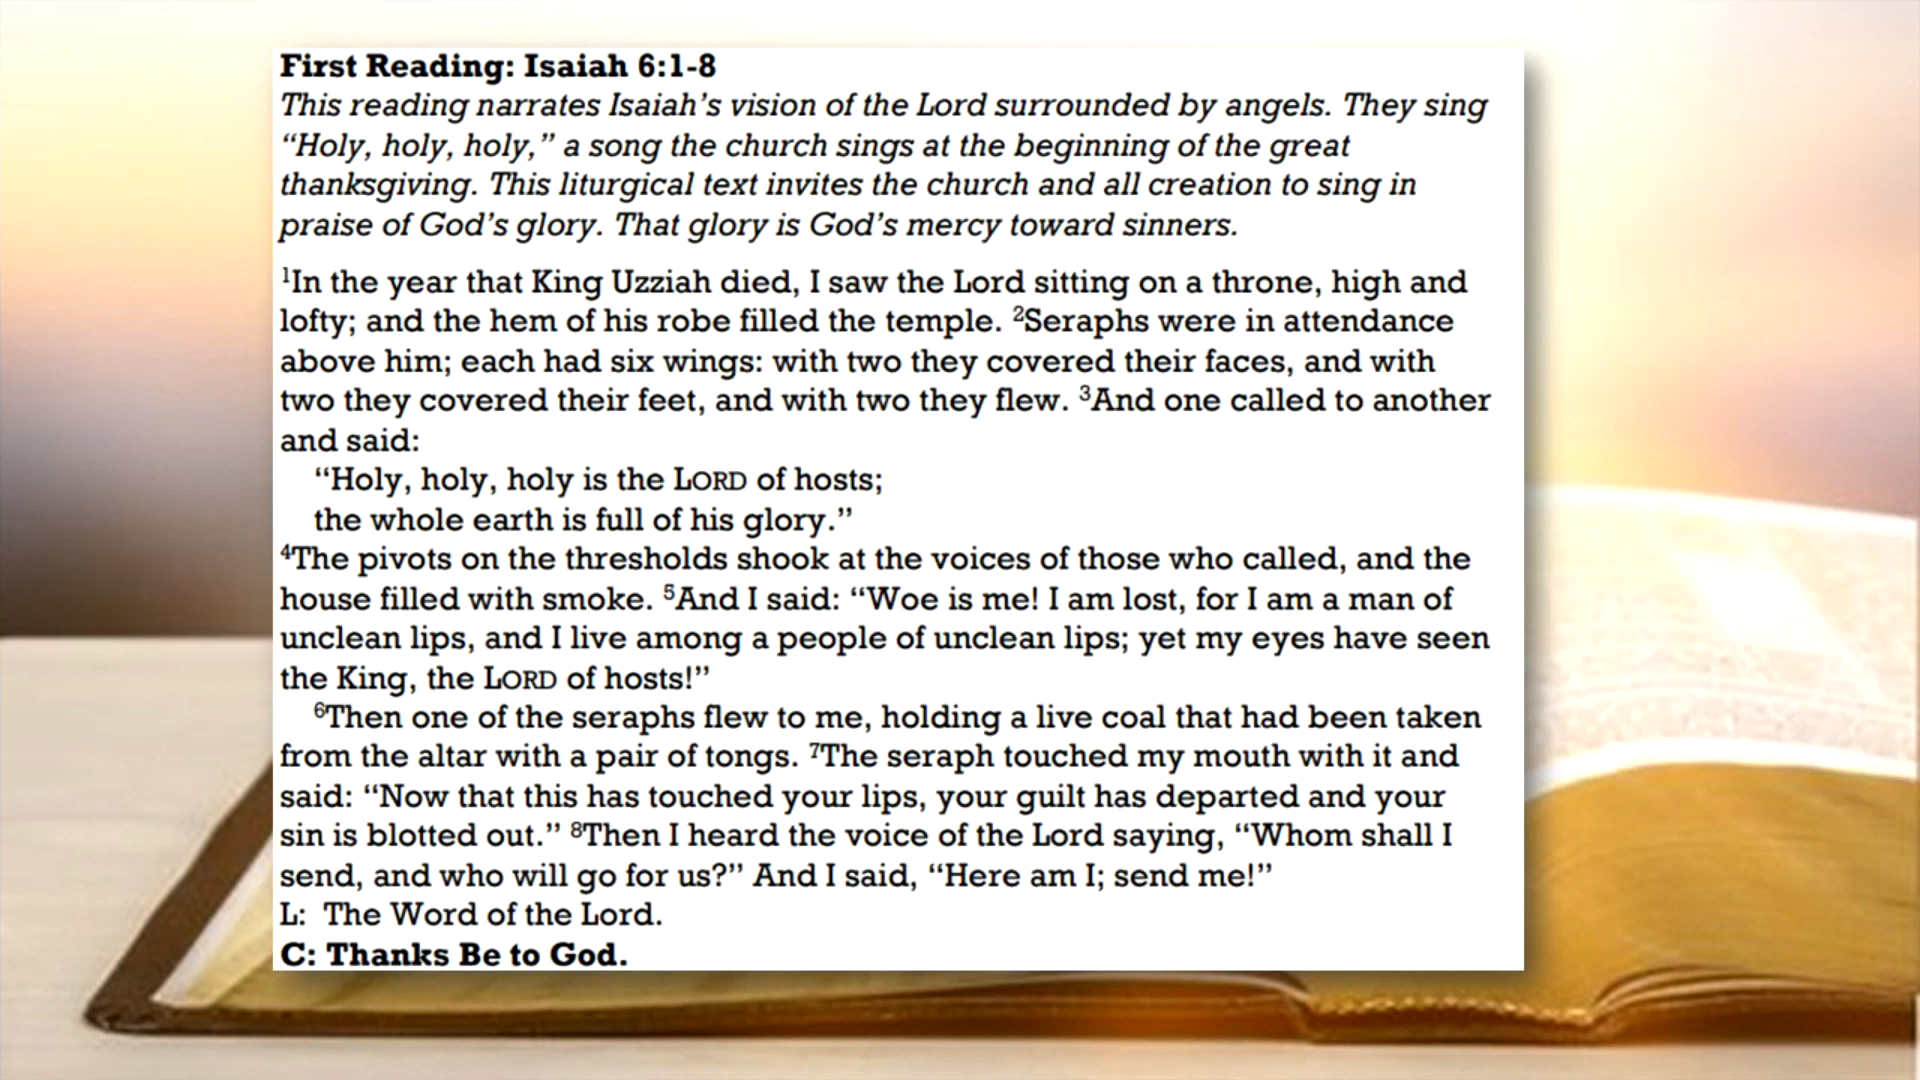 First Reading: Isaiah 6:1-8
This reading narrates Isaiah’s vision of the Lord surrounded by angels. They sing
“Holy, holy, holy,” a song the church sings at the beginning of the great
thanksgiving. This liturgical text invites the church and all creation to sing in
praise of God’s glory. That glory is God’s mercy toward sinners.
¹In the year that King Uzziah died, I saw the Lord sitting on a throne, high and
lofty; and the hem of his robe filled the temple. ²Seraphs were in attendance
above him; each had six wings: with two they covered their faces, and with
two they covered their feet, and with two they flew. ³And one called to another
and said:
“Holy, holy, holy is the LORD of hosts;
the whole earth is full of his glory.”
⁴The pivots on the thresholds shook at the voices of those who called, and the
house filled with smoke. ⁵And I said: “Woe is me! I am lost, for I am a man of
unclean lips, and I live among a people of unclean lips; yet my eyes have seen
the King, the LORD of hosts!”
⁶Then one of the seraphs flew to me, holding a live coal that had been taken
from the altar with a pair of tongs. ⁷The seraph touched my mouth with it and
said: “Now that this has touched your lips, your guilt has departed and your
sin is blotted out.” ⁸Then I heard the voice of the Lord saying, “Whom shall I
send, and who will go for us?” And I said, “Here am I; send me!”
L: The Word of the Lord.
C: Thanks Be to God.